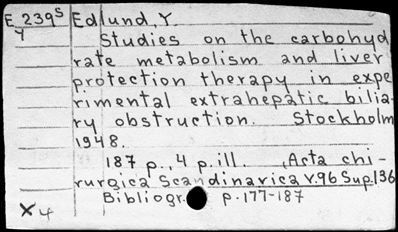 E 239s Edlund, Y.
y
Studies on the carbohyd
rate metabolism and liver
protection therapy in expe
rimental extrahepatic bilia-
ry obstruction. Stockholm
1948.
187 p., 4 p. ill. (Acta chi-
rurgica Scandinavica V.96 Sup.136
Bibliogr. p. 177-187
x4